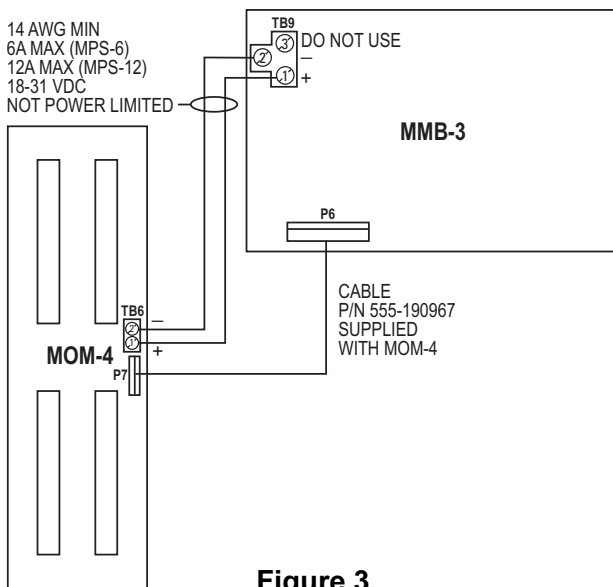 14 AWG MIN
6A MAX (MPS-6)
12A MAX (MPS-12)
18-31 VDC
NOT POWER LIMITED
TB9
3
DO NOT USE
2
–
1
+
MMB-3
P6
CABLE
P/N 555-190967
SUPPLIED
WITH MOM-4
TB6
–
2
1
+
MOM-4
P7
Figure 3